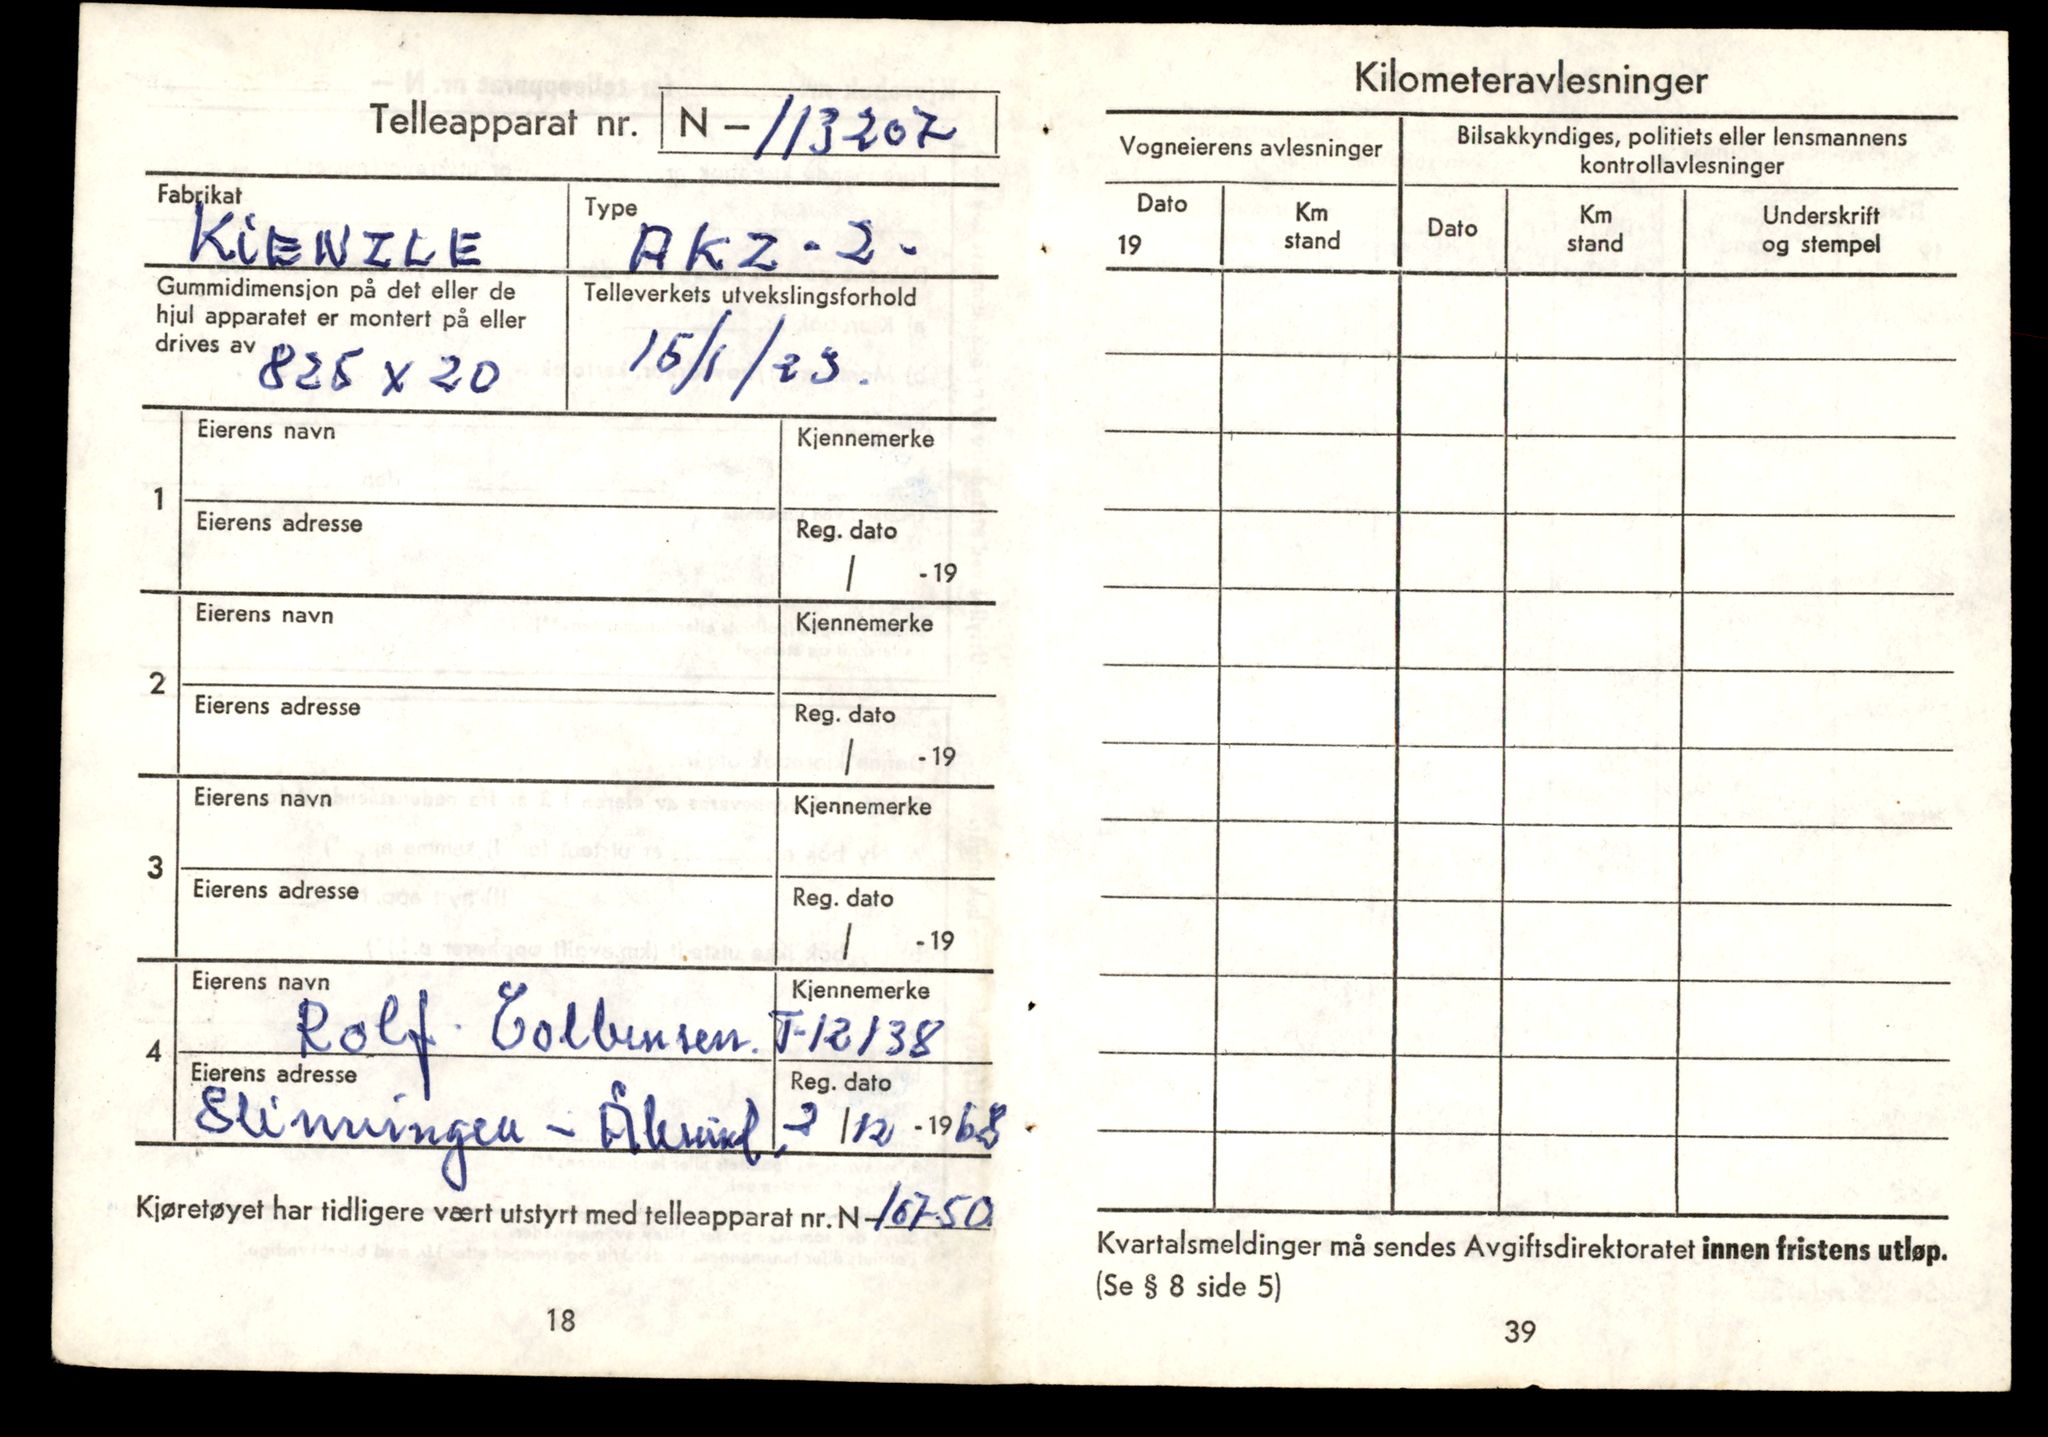 Telleapparat nr. N - 113207
Fabrikat
KiENZLE
Type
AKZ - 2 -
Gummidimensjon på det eller de
hjul apparatet er montert på eller
drives av 825 x 20
Telleverkets utvekslingsforhold
15/1/23.
1
Eierens navn
Kjennemerke
Eierens adresse
Reg. dato
/ -19
2
Eierens navn
Kjennemerke
Eierens adresse
Reg. dato
/ -19
3
Eierens navn
Kjennemerke
Eierens adresse
Reg. dato
/ -19
4
Eierens navn
Rolf
Kjennemerke
T-12138
Eierens adresse
Reg. dato
2/12 -1968
Kjøretøyet har tidligere vært utstyrt med telleapparat nr. N-10750
18
Kilometeravlesninger
Vogneierens avlesninger
Bilsakkyndiges, politiets eller lensmannens
kontrollavlesninger
Dato
19
Km
stand
Dato
Km
stand
Underskrift
og stempel
Kvartalsmeldinger må sendes Avgiftsdirektoratet innen fristens utløp.
(Se § 8 side 5)
39